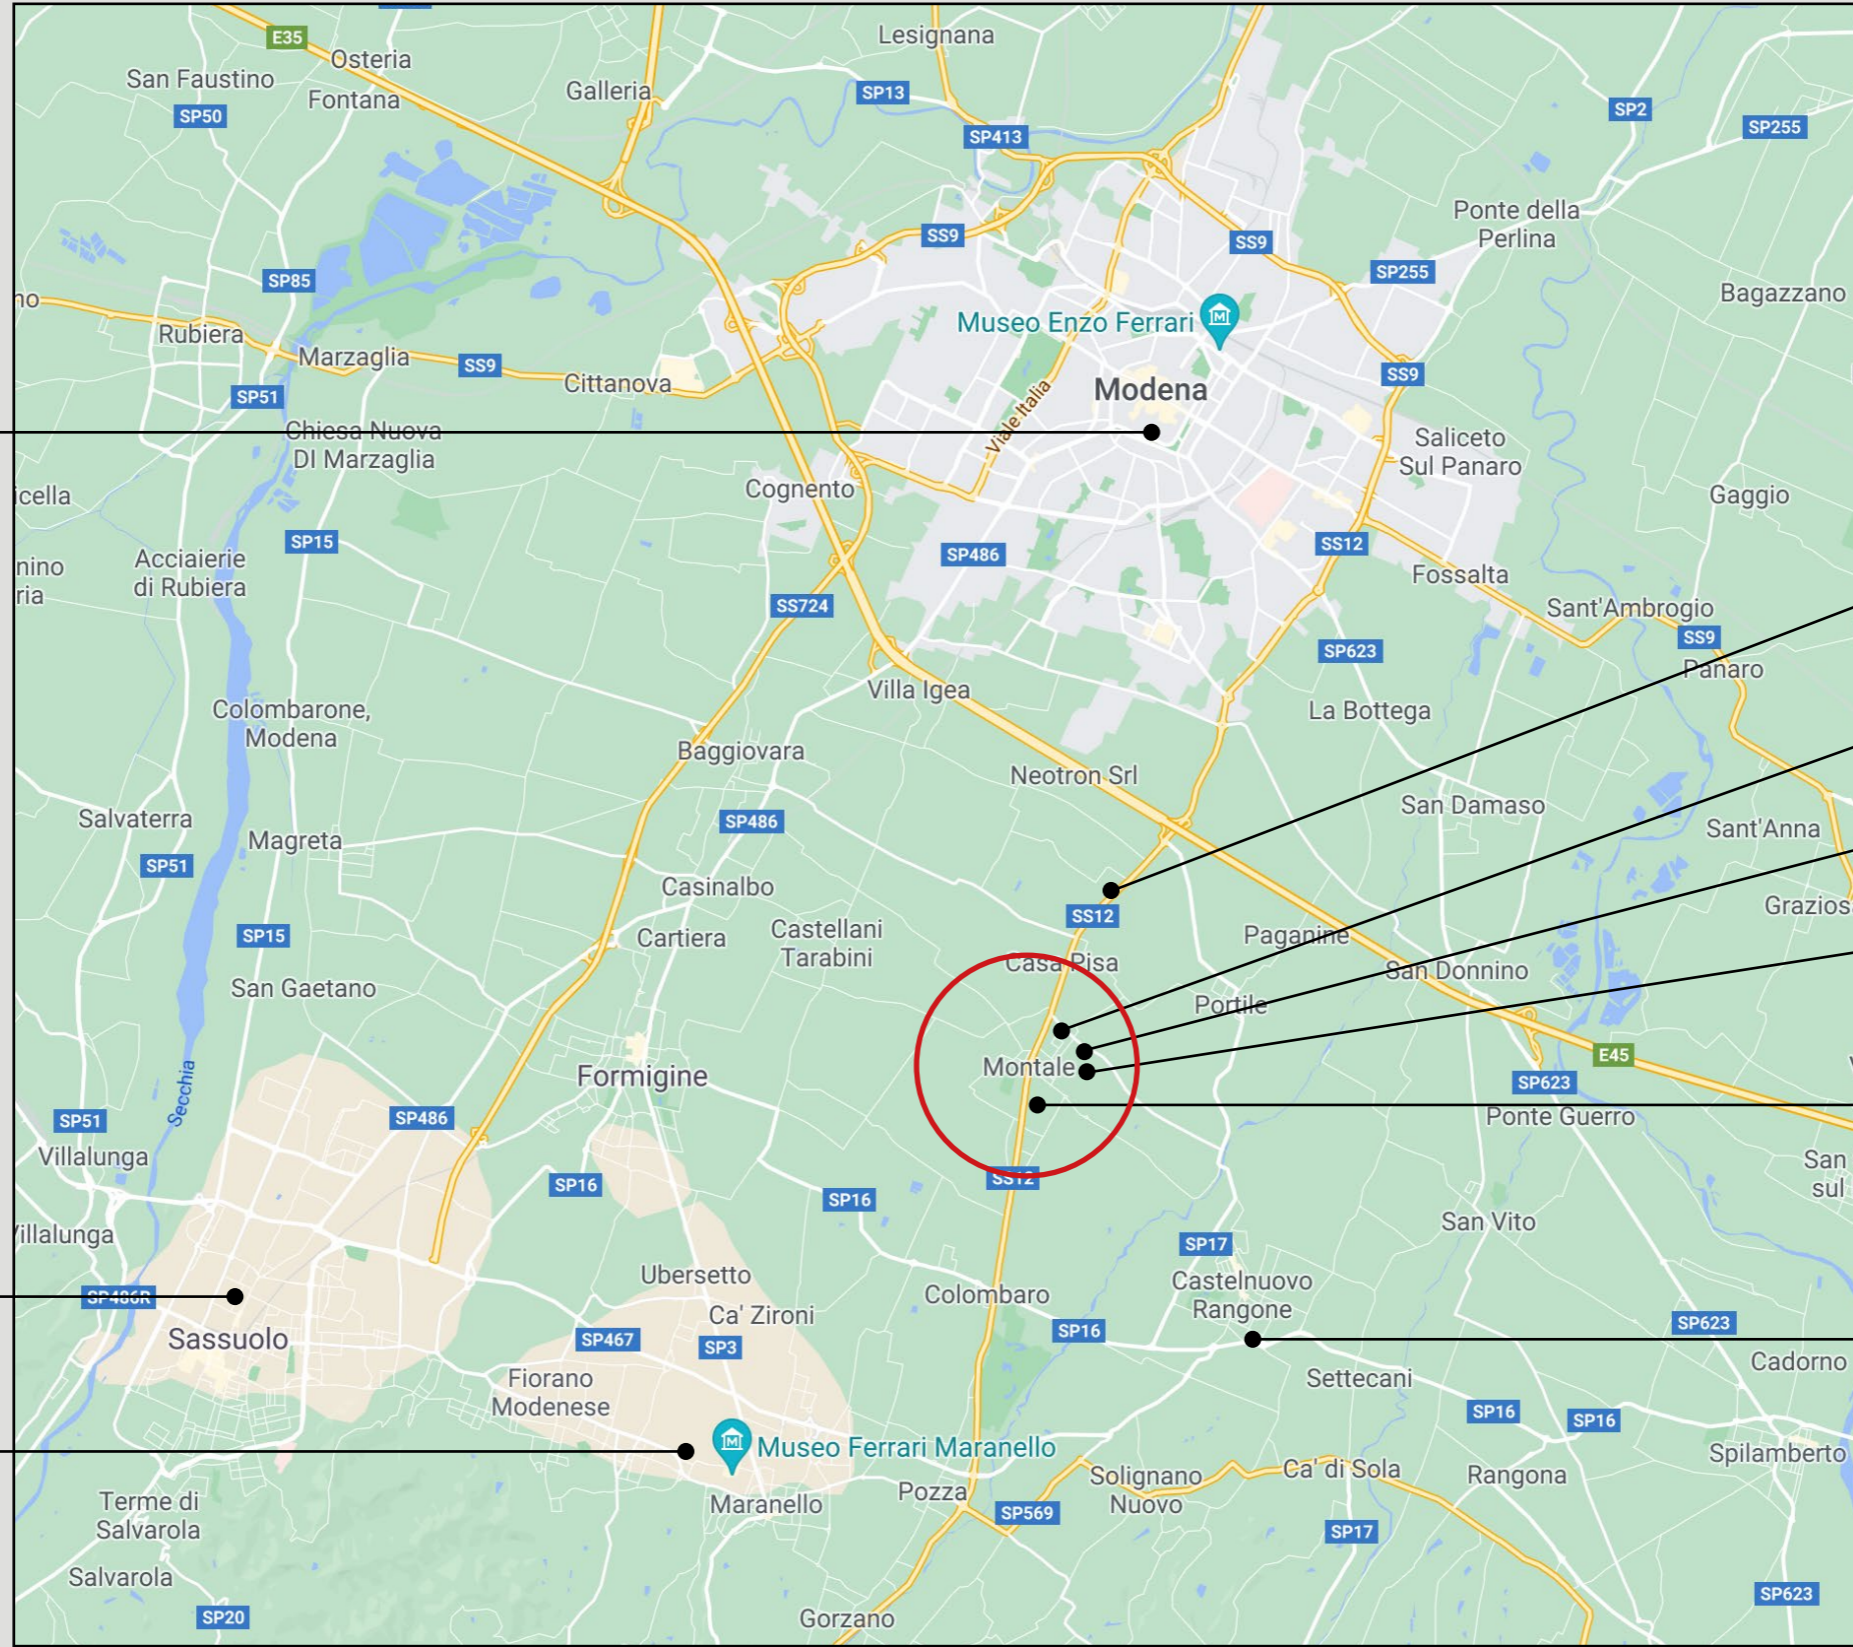 E35
Osteria
Fontana
San Faustino
SP50
Galleria
Lesignana
SP13
SP413
SP2
SP255
Ponte della
Perlina
SS9
SS9
SP255
SP85
Bagazzano
no
Rubiera
Marzaglia
SS9
Cittanova
Museo Enzo Ferrari
Modena
SS9
SP51
Viale Italia
Chiesa Nuova
DI Marzaglia
Saliceto
Sul Panaro
icella
Cognento
Gaggio
SP15
Acciaierie
di Rubiera
nino
ria
SP486
SS12
Fossalta
SS724
Sant'Ambrogio
SS9
Panaro
SP623
Villa Igea
La Bottega
Colombarone,
Modena
Baggiovara
Neotron Srl
San Damaso
Salvaterra
Magreta
SP486
Sant'Anna
SP51
Casinalbo
Grazios
SS12
SP15
Cartiera
Castellani
Tarabini
Paganine
Casa Pisa
San Donnino
San Gaetano
Portile
Secchia
Formigine
Montale
E45
SP623
Ponte Guerro
SP51
SP486
Villalunga
SP16
SP16
SS12
San
sul
Villalunga
San Vito
SP17
Ubersetto
Castelnuovo
Rangone
SP486R
Colombaro
Ca' Zironi
Sassuolo
SP467
SP3
SP16
SP623
Cadorno
Fiorano
Modenese
Settecani
SP16
SP16
Museo Ferrari Maranello
Spilamberto
Maranello
Pozza
Solignano
Nuovo
Ca' di Sola
Rangona
Terme di
Salvarola
SP569
SP17
Salvarola
SP20
Gorzano
SP623